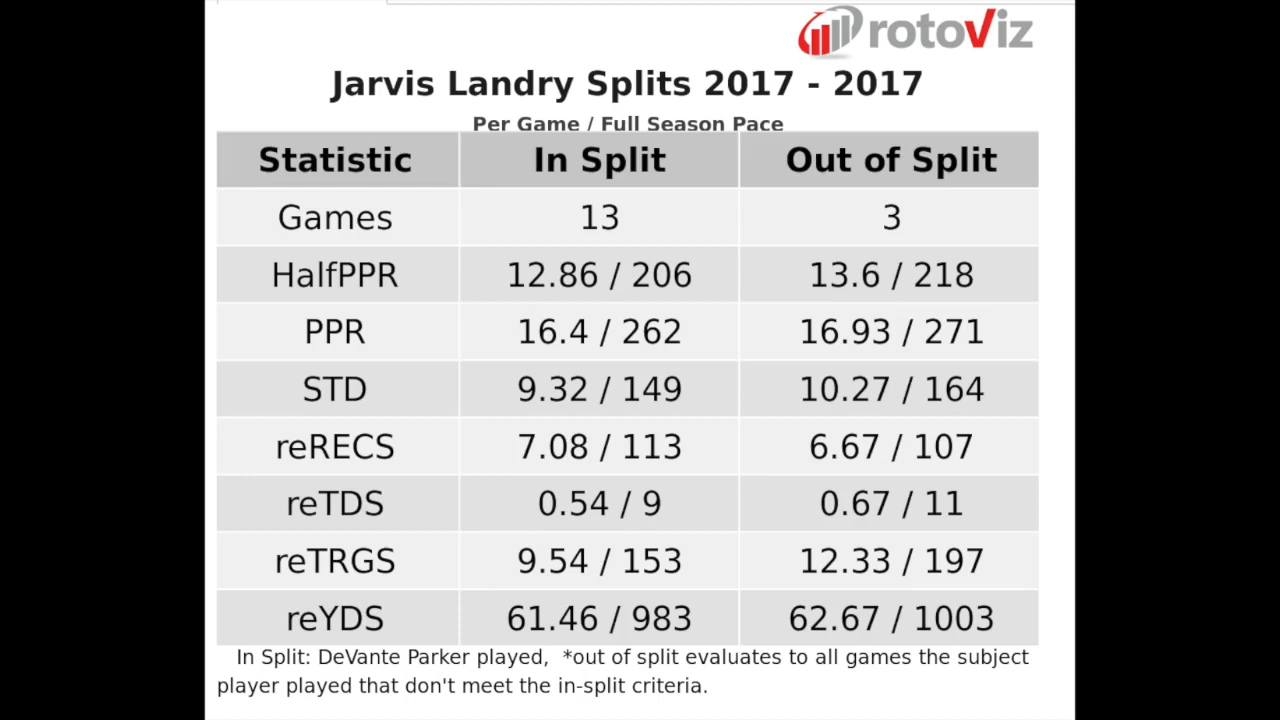 rotoviz
Jarvis Landry Splits 2017 - 2017
Per Game / Full Season Pace
Statistic In Split Out of Split
Games 13 3
HalfPPR 12.86 / 206 13.6 / 218
PPR 16.4 / 262 16.93 / 271
STD 9.32 / 149 10.27 / 164
reRECS 7.08 / 113 6.67 / 107
reTDS 0.54 / 9 0.67 / 11
reTRGS 9.54 / 153 12.33 / 197
reYDS 61.46 / 983 62.67 / 1003
In Split: DeVante Parker played, *out of split evaluates to all games the subject
player played that don't meet the in-split criteria.